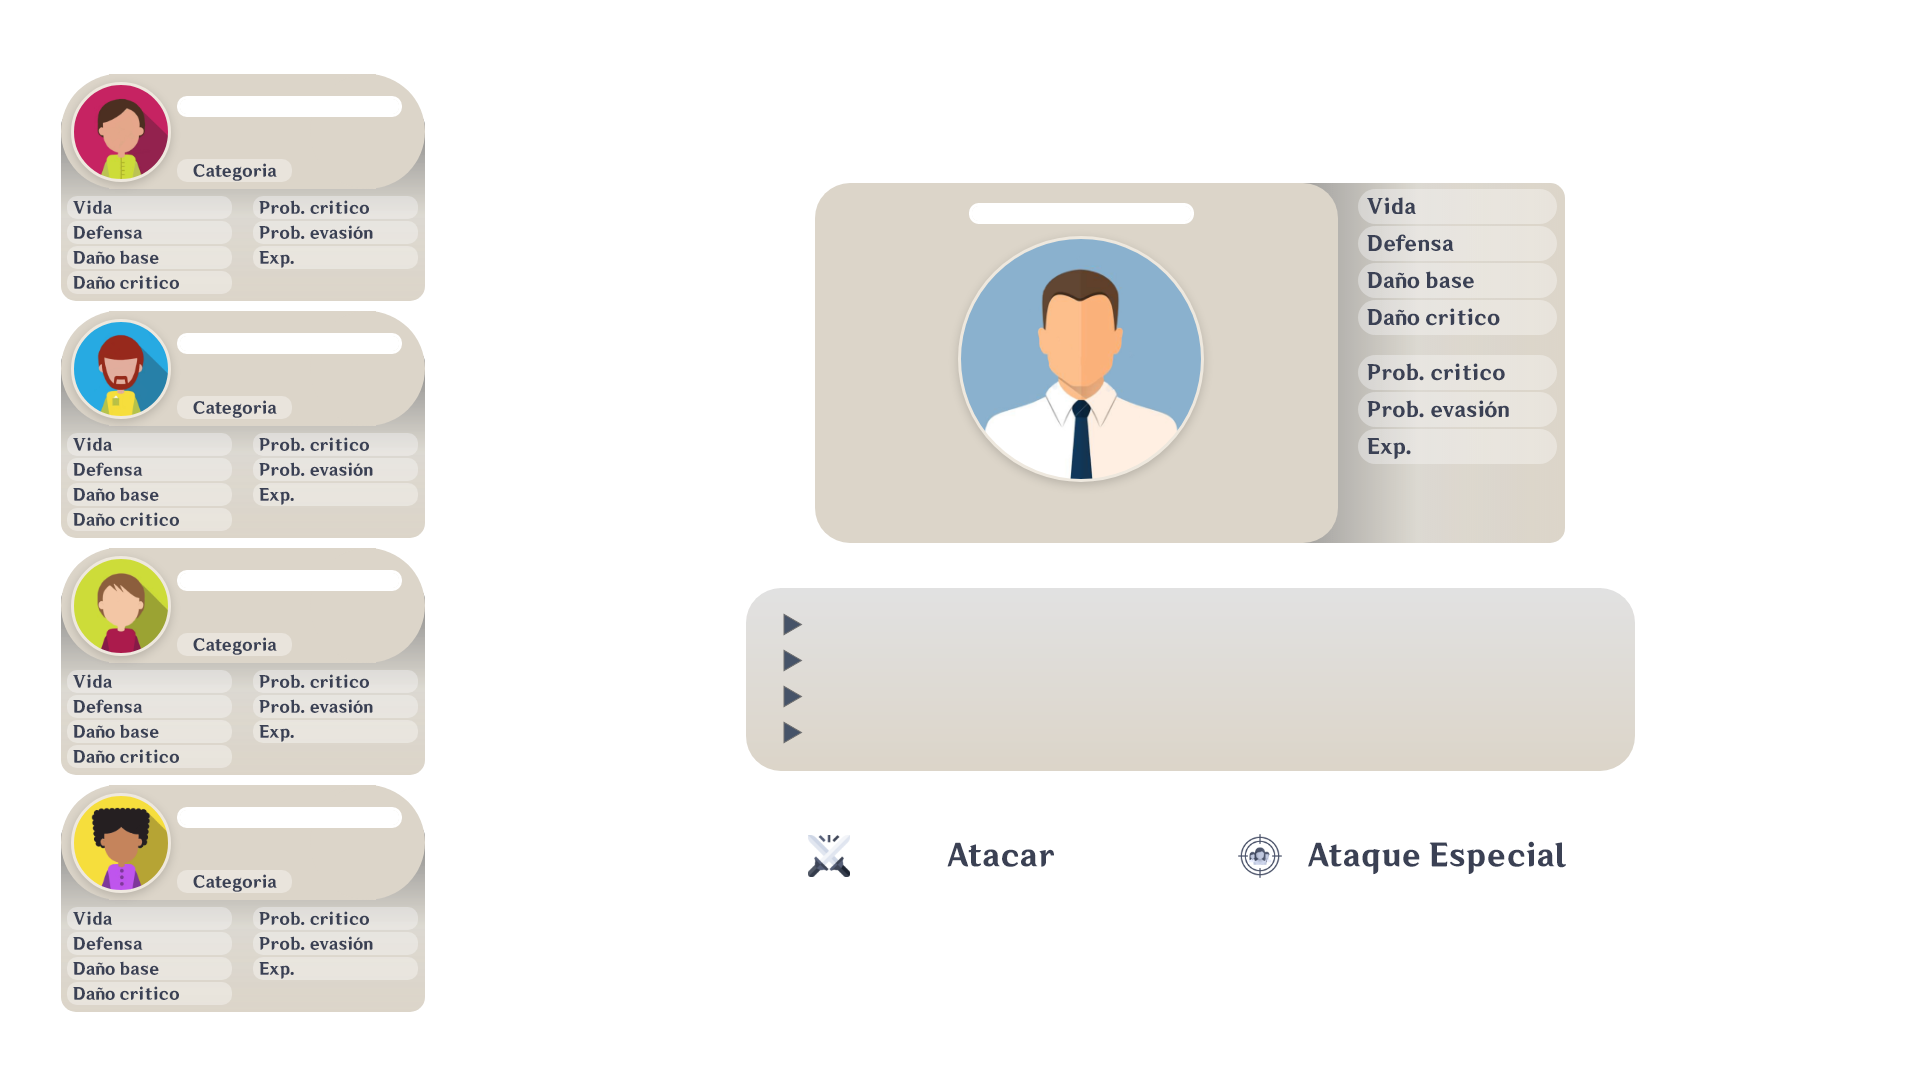 Categoria
Vida
Prob. critico
Defensa
Prob. evasión
Daño base
Exp.
Daño critico
Categoria
Vida
Prob. critico
Defensa
Prob. evasión
Daño base
Exp.
Daño critico
Categoria
Vida
Prob. critico
Defensa
Prob. evasión
Daño base
Exp.
Daño critico
Categoria
Vida
Prob. critico
Defensa
Prob. evasión
Daño base
Exp.
Daño critico
Vida
Defensa
Daño base
Daño critico
Prob. critico
Prob. evasión
Exp.
Atacar
Ataque Especial